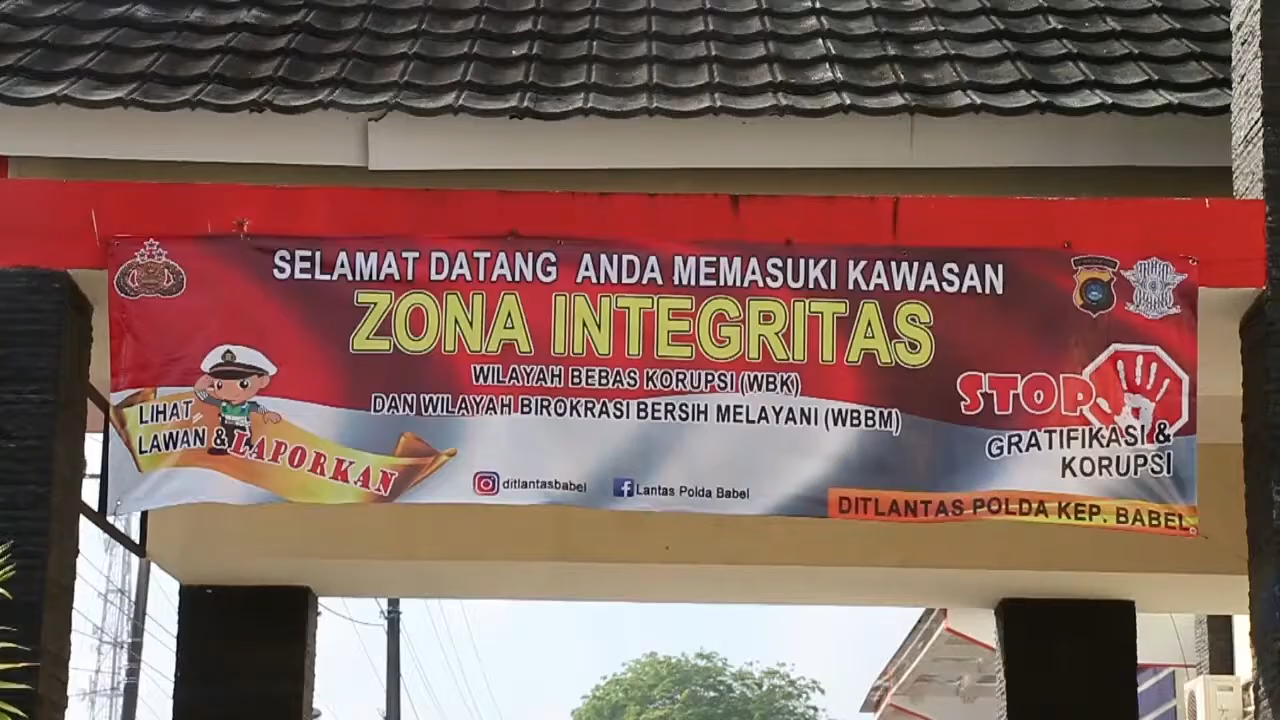 SELAMAT DATANG ANDA MEMASUKI KAWASAN
ZONA INTEGRITAS
WILAYAH BEBAS KORUPSI (WBK)
DAN WILAYAH BIROKRASI BERSIH MELAYANI (WBBM)
LIHAT
LAWAN & LAPORKAN
STOP
GRATIFIKASI &
KORUPSI
ditlantasbabel
Lantas Polda Babel
DITLANTAS POLDA KEP. BABEL